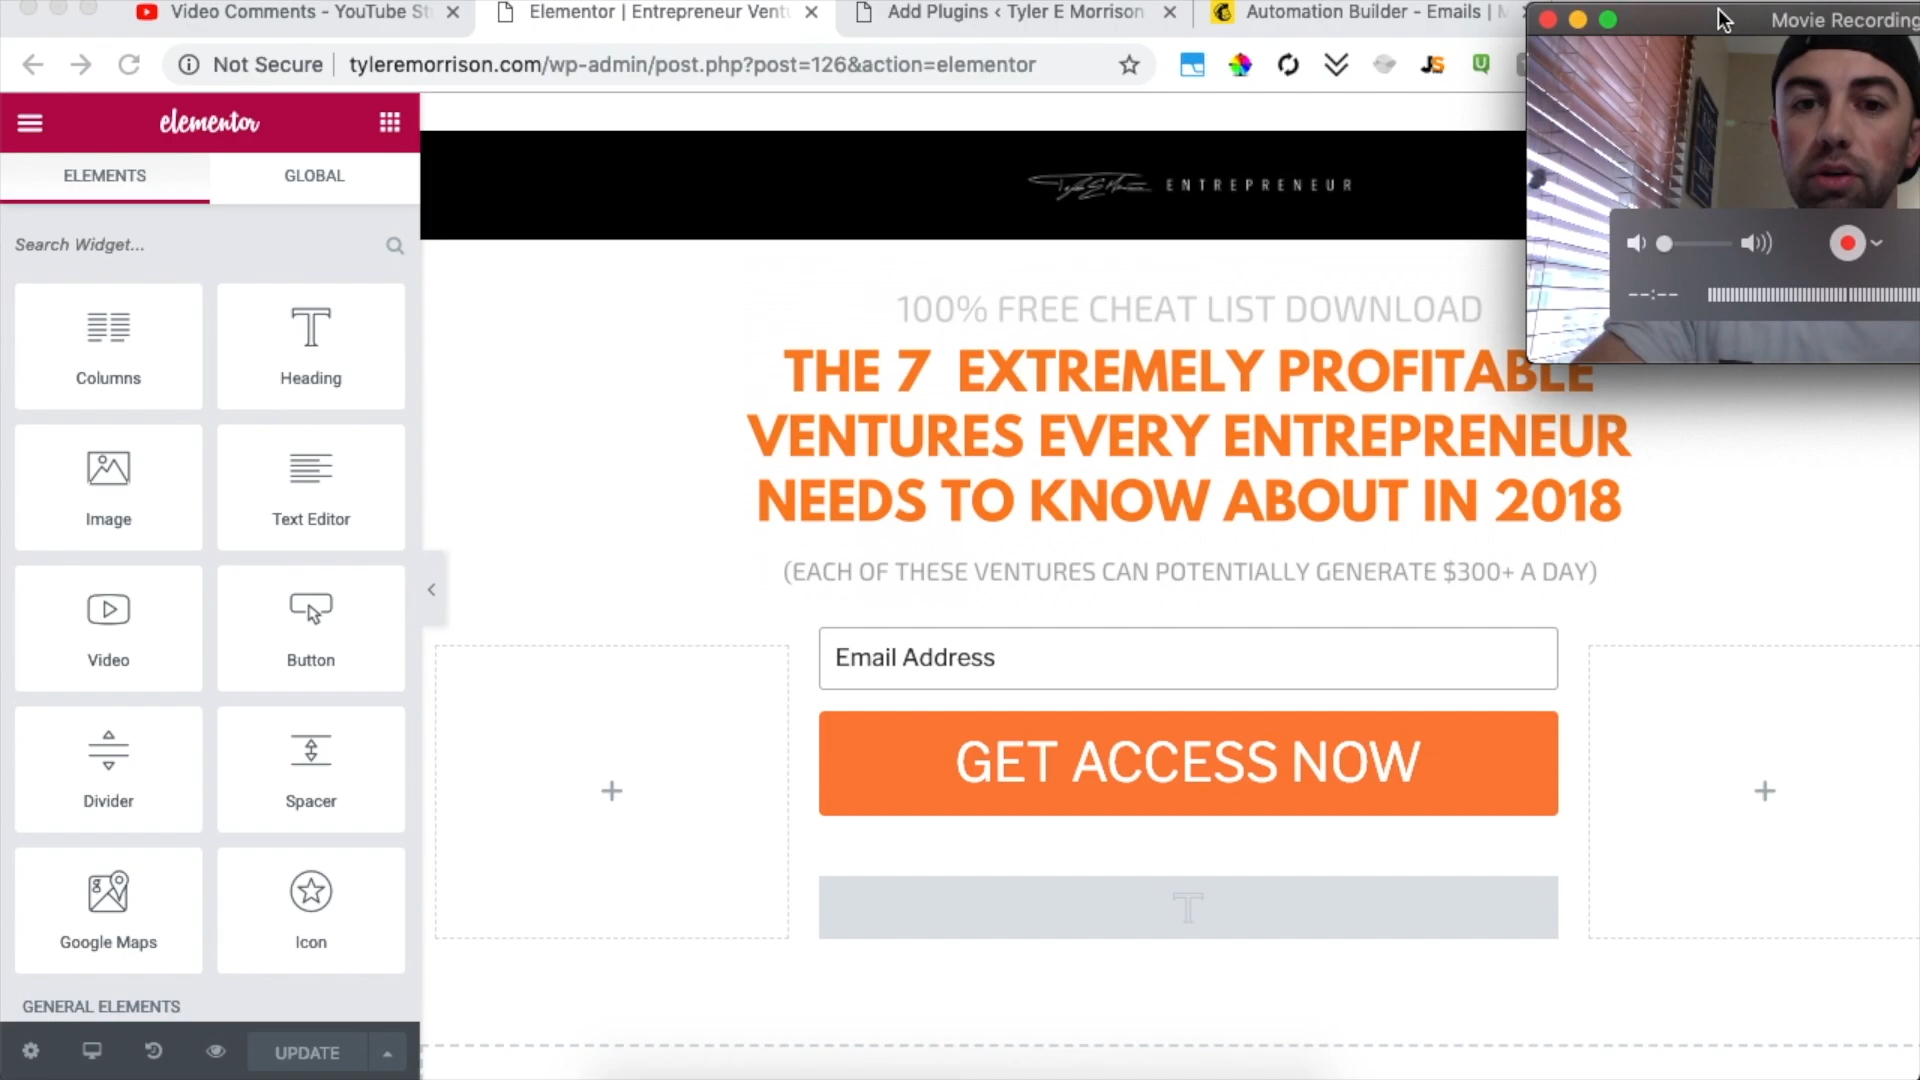 Video Comments - YouTube St
Elementor | Entrepreneur Ventu
Add Plugins ‹ Tyler E Morrison
Automation Builder - Emails |
Movie Recording
Not Secure
tyleremorrison.com/wp-admin/post.php?post=126&action=elementor
JS
elementor
ELEMENTS
GLOBAL
Search Widget...
Columns
Heading
Image
Text Editor
Video
Button
Divider
Spacer
Google Maps
Icon
GENERAL ELEMENTS
UPDATE
ENTREPRENEUR
100% FREE CHEAT LIST DOWNLOAD
THE 7 EXTREMELY PROFITABLE
VENTURES EVERY ENTREPRENEUR
NEEDS TO KNOW ABOUT IN 2018
(EACH OF THESE VENTURES CAN POTENTIALLY GENERATE $300+ A DAY)
Email Address
GET ACCESS NOW
--:--